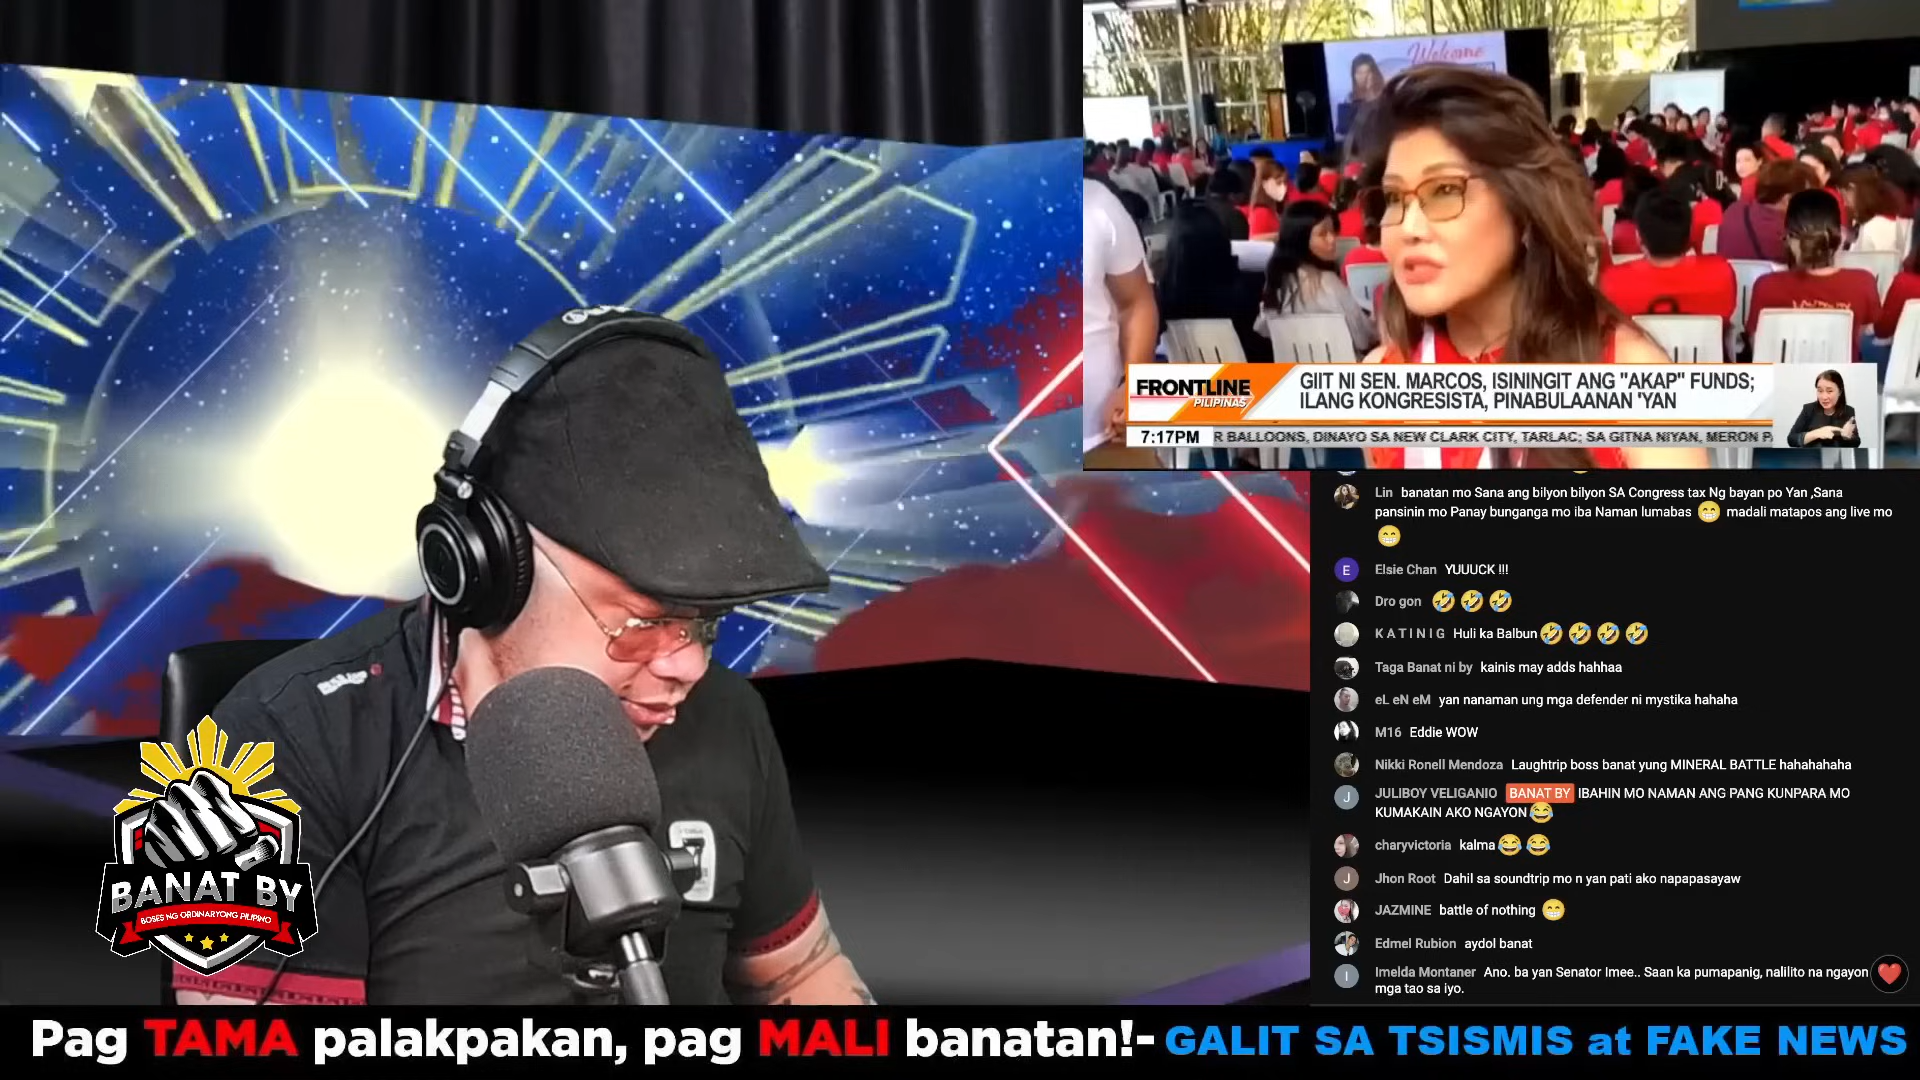 Welcome
FRONTLINE
PILIPINAS
GIIT NI SEN. MARCOS, ISININGIT ANG "AKAP" FUNDS;
ILANG KONGRESISTA, PINABULAANAN 'YAN
7:17PM
R BALLOONS, DINAYO SA NEW CLARK CITY, TARLAC; SA GITNA NIYAN, MERON
Lin banatan mo Sana ang bilyon bilyon SA Congress tax Ng bayan po Yan ,Sana
pansinin mo Panay bunganga mo iba Naman lumabas 😁 madali matapos ang live mo
😁
E Elsie Chan YUUUCK !!!
Dro gon 🤣 🤣 🤣
K A T I N I G Huli ka Balbun 🤣 🤣 🤣 🤣
Taga Banat ni by kainis may adds hahhaa
eL eN eM yan nanaman ung mga defender ni mystika hahaha
M16 Eddie WOW
Nikki Ronell Mendoza Laughtrip boss banat yung MINERAL BATTLE hahahahaha
J JULIBOY VELIGANIO BANAT BY IBAHIN MO NAMAN ANG PANG KUNPARA MO
KUMAKAIN AKO NGAYON 😂
charyvictoria kalma 😂 😂
J Jhon Root Dahil sa soundtrip mo n yan pati ako napapasayaw
JAZMINE battle of nothing 😁
Edmel Rubion aydol banat
I Imelda Montaner Ano. ba yan Senator Imee.. Saan ka pumapanig, nalilito na ngayon
mga tao sa iyo.
BANAT BY
BOSES NG ORDINARYONG PILIPINO
Pag TAMA palakpakan, pag MALI banatan!- GALIT SA TSISMIS at FAKE NEWS